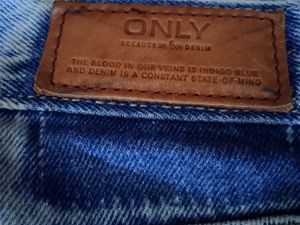 ONLY
BECAUSE IN love DENIM
THE BLOOD IN OUR VEINS IS INDIGO BLUE
AND DENIM IS A CONSTANT STATE-OF-MIND